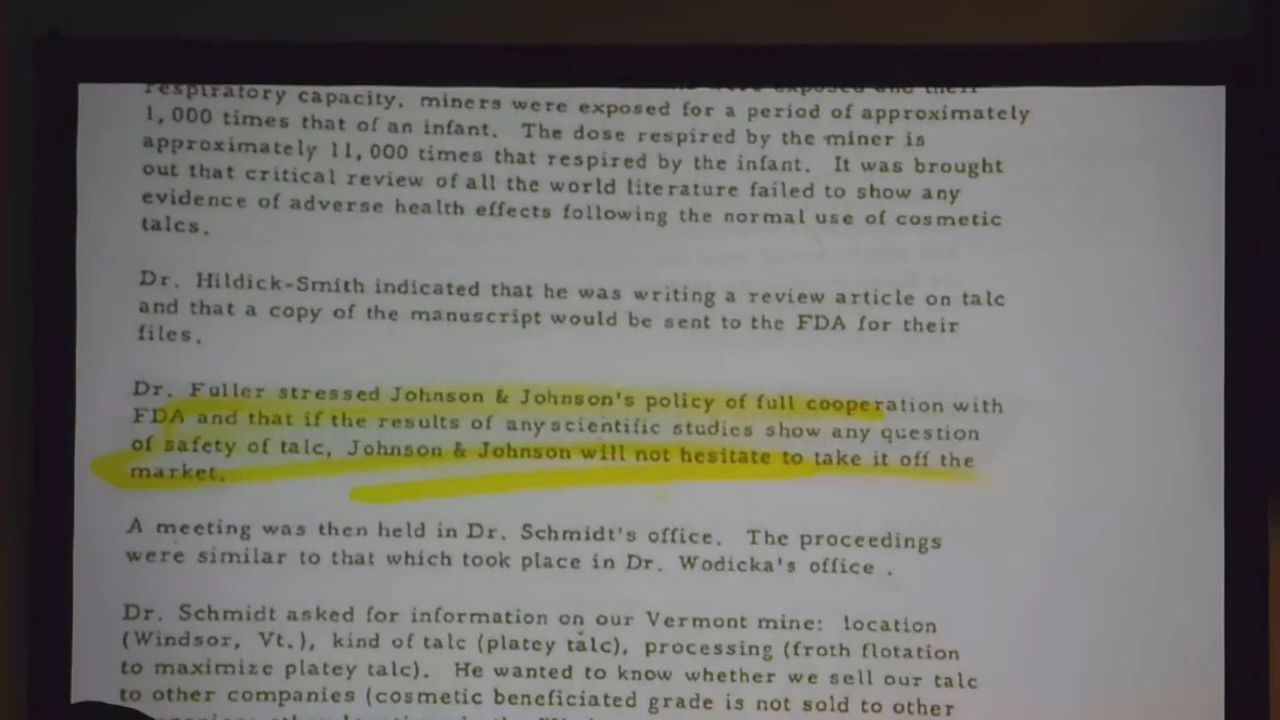 exposed and their
respiratory capacity, miners were exposed for a period of approximately
1,000 times that of an infant. The dose respired by the miner is
approximately 11,000 times that respired by the infant. It was brought
out that critical review of all the world literature failed to show any
evidence of adverse health effects following the normal use of cosmetic
talcs.
Dr. Hildick-Smith indicated that he was writing a review article on talc
and that a copy of the manuscript would be sent to the FDA for their
files.
Dr. Fuller stressed Johnson & Johnson's policy of full cooperation with
FDA and that if the results of any scientific studies show any question
of safety of talc, Johnson & Johnson will not hesitate to take it off the
market.
A meeting was then held in Dr. Schmidt's office. The proceedings
were similar to that which took place in Dr. Wodicka's office .
Dr. Schmidt asked for information on our Vermont mine: location
(Windsor, Vt.), kind of talc (platey talc), processing (froth flotation
to maximize platey talc). He wanted to know whether we sell our talc
to other companies (cosmetic beneficiated grade is not sold to other